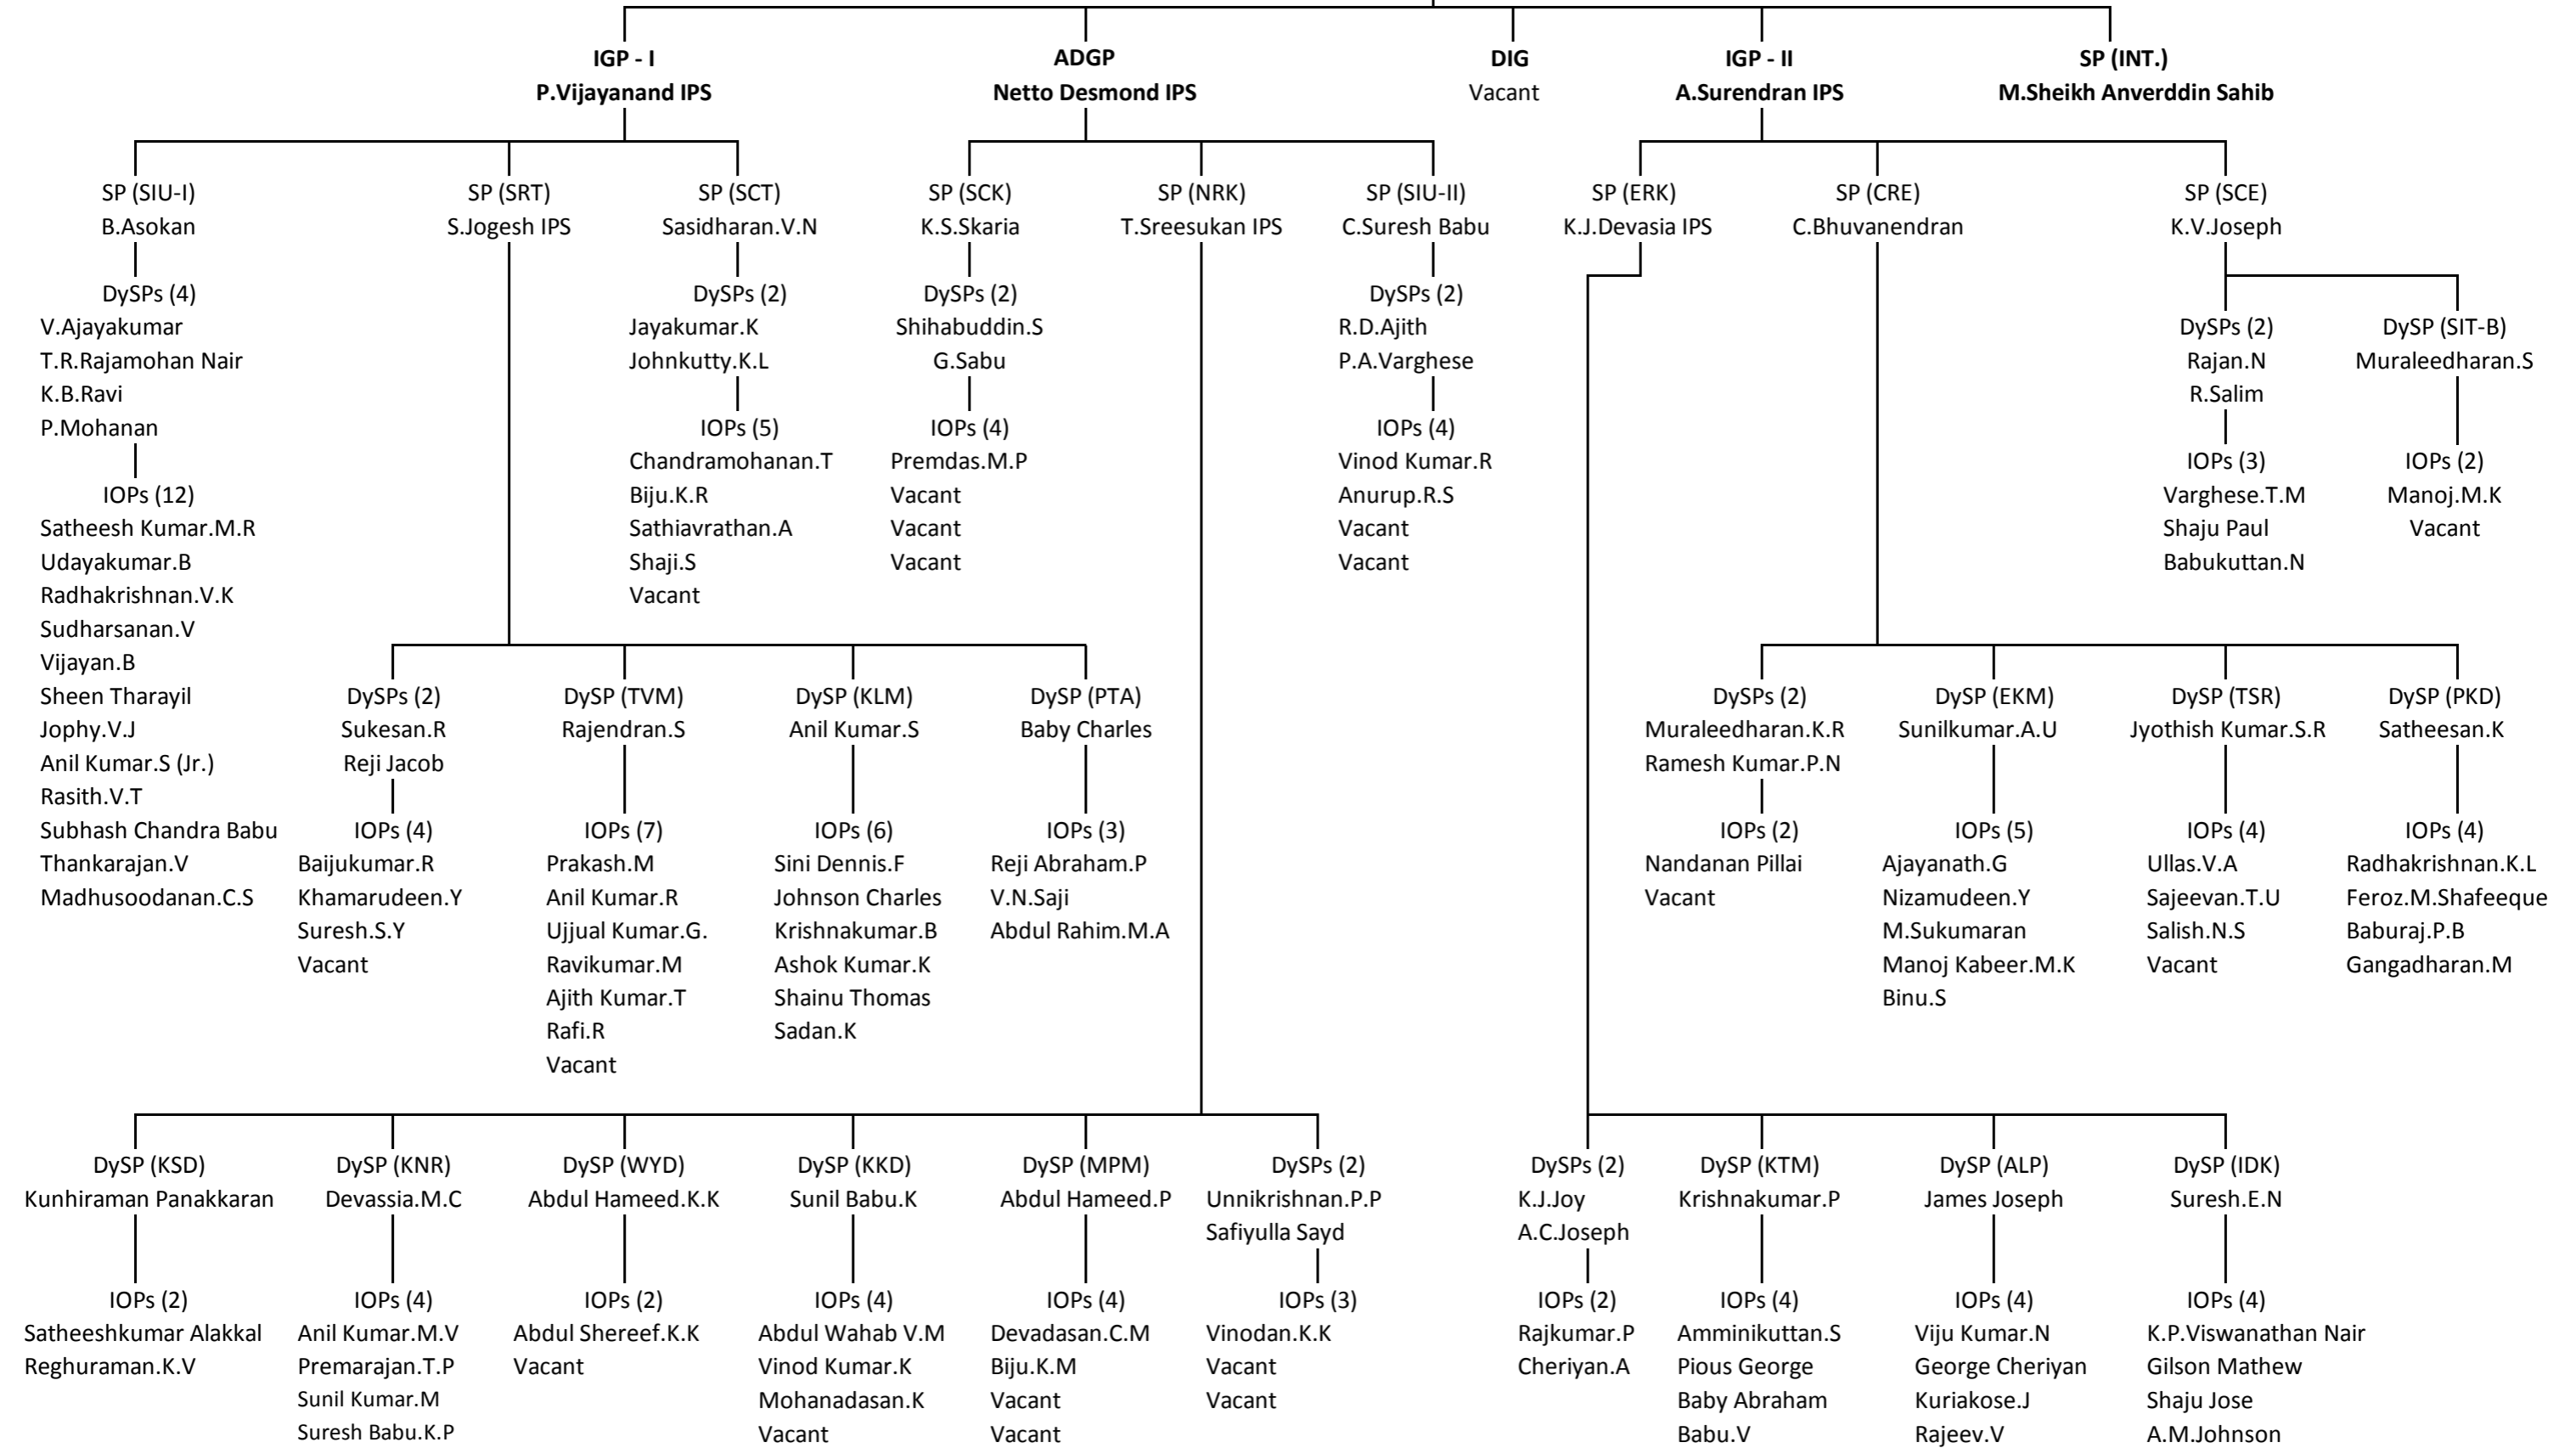 IGP - I
P.Vijayanand IPS
ADGP
Netto Desmond IPS
DIG
Vacant
IGP - II
A.Surendran IPS
SP (INT.)
M.Sheikh Anverddin Sahib
SP (SIU-I)
B.Asokan
DySPs (4)
V.Ajayakumar
T.R.Rajamohan Nair
K.B.Ravi
P.Mohanan
IOPs (12)
Satheesh Kumar.M.R
Udayakumar.B
Radhakrishnan.V.K
Sudharsanan.V
Vijayan.B
Sheen Tharayil
Jophy.V.J
Anil Kumar.S (Jr.)
Rasith.V.T
Subhash Chandra Babu
Thankarajan.V
Madhusoodanan.C.S
SP (SRT)
S.Jogesh IPS
SP (SCT)
Sasidharan.V.N
DySPs (2)
Jayakumar.K
Johnkutty.K.L
IOPs (5)
Chandramohanan.T
Biju.K.R
Sathiavrathan.A
Shaji.S
Vacant
SP (SCK)
K.S.Skaria
DySPs (2)
Shihabuddin.S
G.Sabu
IOPs (4)
Premdas.M.P
Vacant
Vacant
Vacant
SP (NRK)
T.Sreesukan IPS
SP (SIU-II)
C.Suresh Babu
DySPs (2)
R.D.Ajith
P.A.Varghese
IOPs (4)
Vinod Kumar.R
Anurup.R.S
Vacant
Vacant
SP (ERK)
K.J.Devasia IPS
SP (CRE)
C.Bhuvanendran
SP (SCE)
K.V.Joseph
DySPs (2)
Rajan.N
R.Salim
IOPs (3)
Varghese.T.M
Shaju Paul
Babukuttan.N
DySP (SIT-B)
Muraleedharan.S
IOPs (2)
Manoj.M.K
Vacant
DySPs (2)
Sukesan.R
Reji Jacob
IOPs (4)
Baijukumar.R
Khamarudeen.Y
Suresh.S.Y
Vacant
DySP (TVM)
Rajendran.S
IOPs (7)
Prakash.M
Anil Kumar.R
Ujjual Kumar.G.
Ravikumar.M
Ajith Kumar.T
Rafi.R
Vacant
DySP (KLM)
Anil Kumar.S
IOPs (6)
Sini Dennis.F
Johnson Charles
Krishnakumar.B
Ashok Kumar.K
Shainu Thomas
Sadan.K
DySP (PTA)
Baby Charles
IOPs (3)
Reji Abraham.P
V.N.Saji
Abdul Rahim.M.A
DySPs (2)
Muraleedharan.K.R
Ramesh Kumar.P.N
IOPs (2)
Nandanan Pillai
Vacant
DySP (EKM)
Sunilkumar.A.U
IOPs (5)
Ajayanath.G
Nizamudeen.Y
M.Sukumaran
Manoj Kabeer.M.K
Binu.S
DySP (TSR)
Jyothish Kumar.S.R
IOPs (4)
Ullas.V.A
Sajeevan.T.U
Salish.N.S
Vacant
DySP (PKD)
Satheesan.K
IOPs (4)
Radhakrishnan.K.L
Feroz.M.Shafeeque
Baburaj.P.B
Gangadharan.M
DySP (KSD)
Kunhiraman Panakkaran
IOPs (2)
Satheeshkumar Alakkal
Reghuraman.K.V
DySP (KNR)
Devassia.M.C
IOPs (4)
Anil Kumar.M.V
Premarajan.T.P
Sunil Kumar.M
Suresh Babu.K.P
DySP (WYD)
Abdul Hameed.K.K
IOPs (2)
Abdul Shereef.K.K
Vacant
DySP (KKD)
Sunil Babu.K
IOPs (4)
Abdul Wahab V.M
Vinod Kumar.K
Mohanadasan.K
Vacant
DySP (MPM)
Abdul Hameed.P
IOPs (4)
Devadasan.C.M
Biju.K.M
Vacant
Vacant
DySPs (2)
Unnikrishnan.P.P
Safiyulla Sayd
IOPs (3)
Vinodan.K.K
Vacant
Vacant
DySPs (2)
K.J.Joy
A.C.Joseph
IOPs (2)
Rajkumar.P
Cheriyan.A
DySP (KTM)
Krishnakumar.P
IOPs (4)
Amminikuttan.S
Pious George
Baby Abraham
Babu.V
DySP (ALP)
James Joseph
IOPs (4)
Viju Kumar.N
George Cheriyan
Kuriakose.J
Rajeev.V
DySP (IDK)
Suresh.E.N
IOPs (4)
K.P.Viswanathan Nair
Gilson Mathew
Shaju Jose
A.M.Johnson